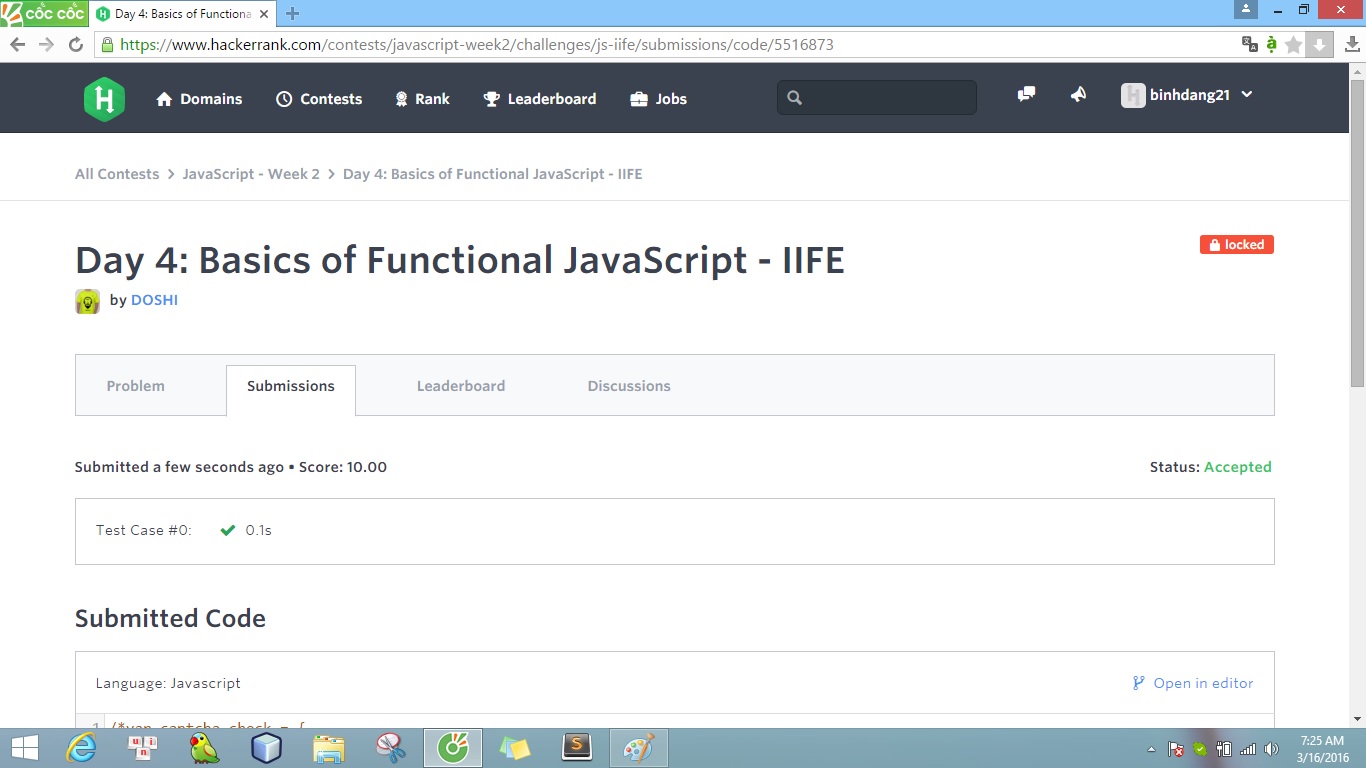 CỐC CỐC
Day 4: Basics of Functiona
https://www.hackerrank.com/contests/javascript-week2/challenges/js-iife/submissions/code/5516873
H
Domains
Contests
Rank
Leaderboard
Jobs
binhdang21
All Contests > JavaScript - Week 2 > Day 4: Basics of Functional JavaScript - IIFE
Day 4: Basics of Functional JavaScript - IIFE
locked
by DOSHI
Problem
Submissions
Leaderboard
Discussions
Submitted a few seconds ago • Score: 10.00
Status: Accepted
Test Case #0:
0.1s
Submitted Code
Language: Javascript
Open in editor
1 /*var captcha_check = {
7:25 AM
3/16/2016